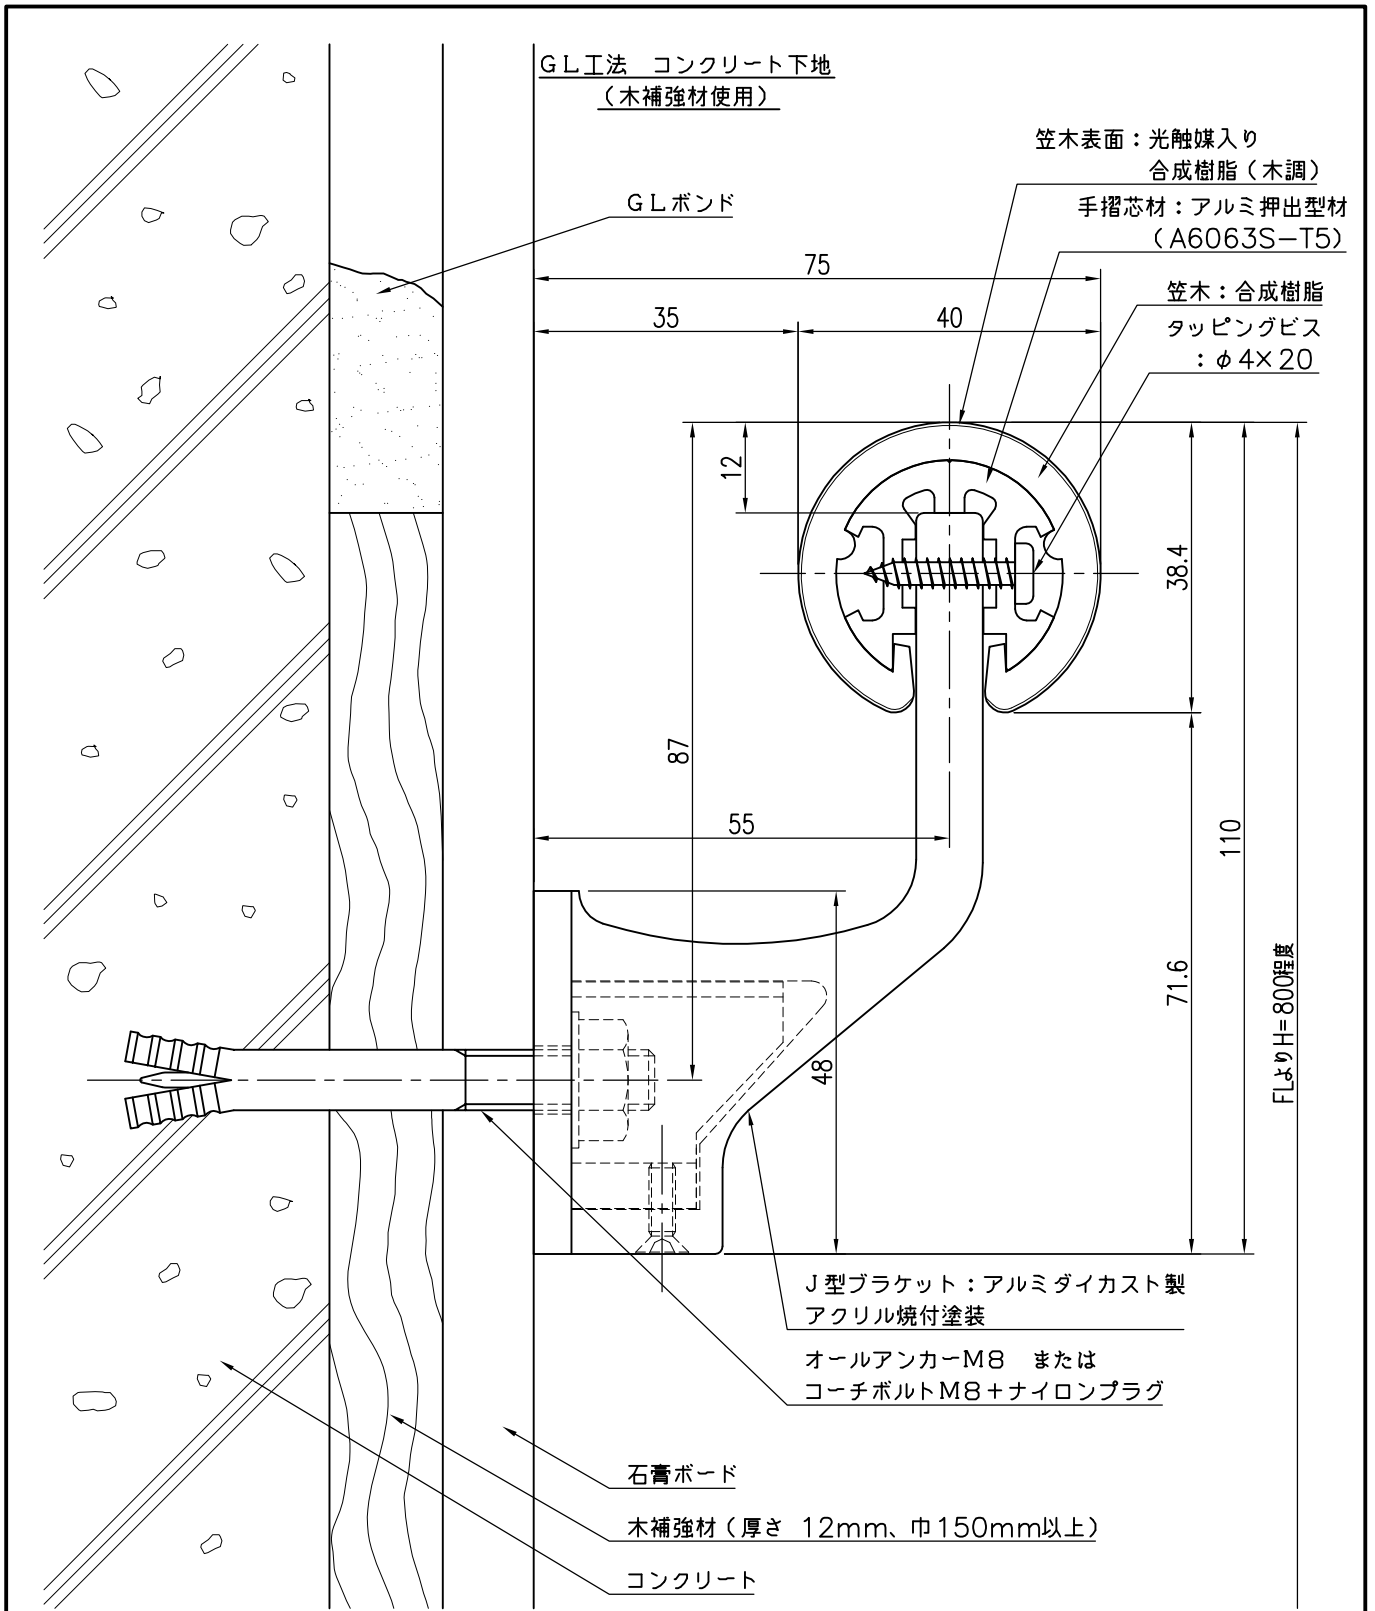 GL工法　コンクリート下地
（木補強材使用）
笠木表面：光触媒入り
合成樹脂（木調）
GLボンド
手摺芯材：アルミ押出型材
（A6063S−T5）
75
笠木：合成樹脂
35
40
タッピングビス
：φ4×20
12
38.4
87
55
110
71.6
FLよりH=800程度
48
J型ブラケット：アルミダイカスト製
アクリル焼付塗装
オールアンカーM8　または
コーチボルトM8＋ナイロンプラグ
石膏ボード
木補強材（厚さ　12mm、巾150mm以上）
コンクリート